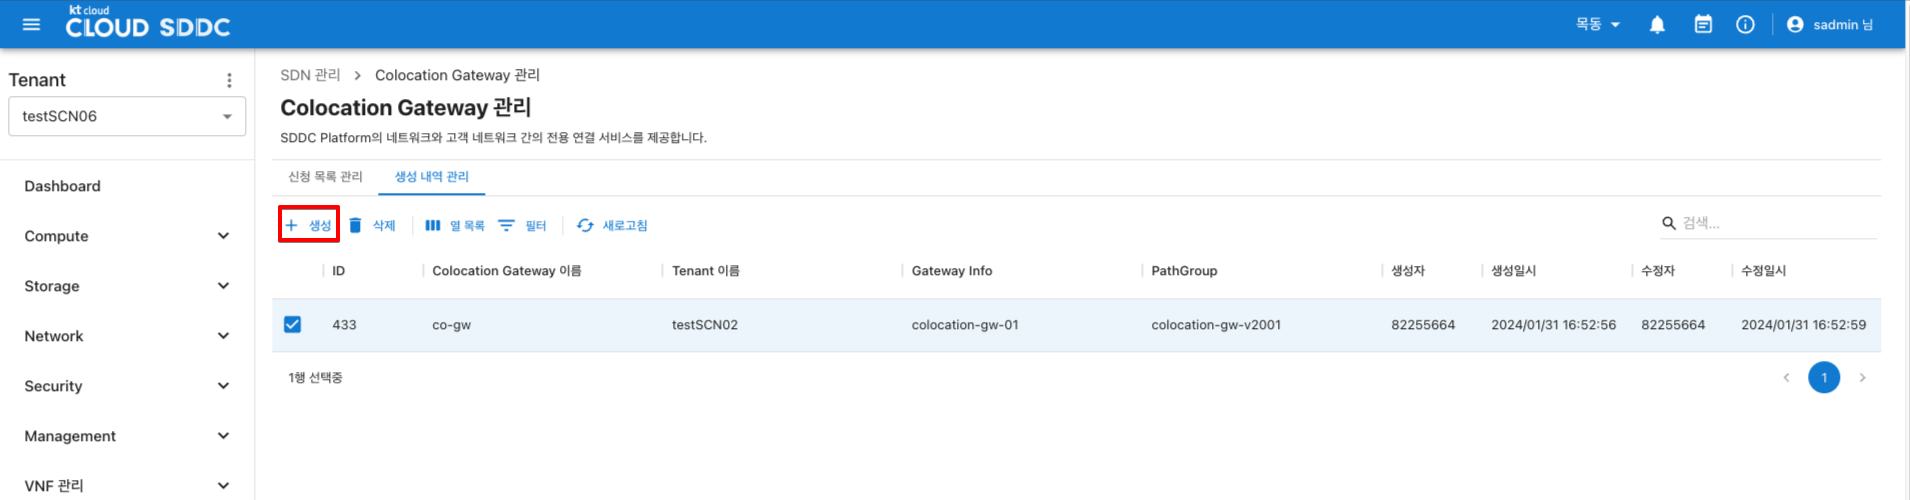 kt cloud
CLOUD SDDC
목동
sadmin 님
Tenant
testSCN06
Dashboard
Compute
Storage
Network
Security
Management
VNF 관리
SDN 관리 > Colocation Gateway 관리
Colocation Gateway 관리
SDDC Platform의 네트워크와 고객 네트워크 간의 전용 연결 서비스를 제공합니다.
신청 목록 관리 생성 내역 관리
+ 생성 삭제 열 목록 필터 새로고침 검색...
ID Colocation Gateway 이름 Tenant 이름 Gateway Info PathGroup 생성자 생성일시 수정자 수정일시
433 co-gw testSCN02 colocation-gw-01 colocation-gw-v2001 82255664 2024/01/31 16:52:56 82255664 2024/01/31 16:52:59
1행 선택중 < 1 >